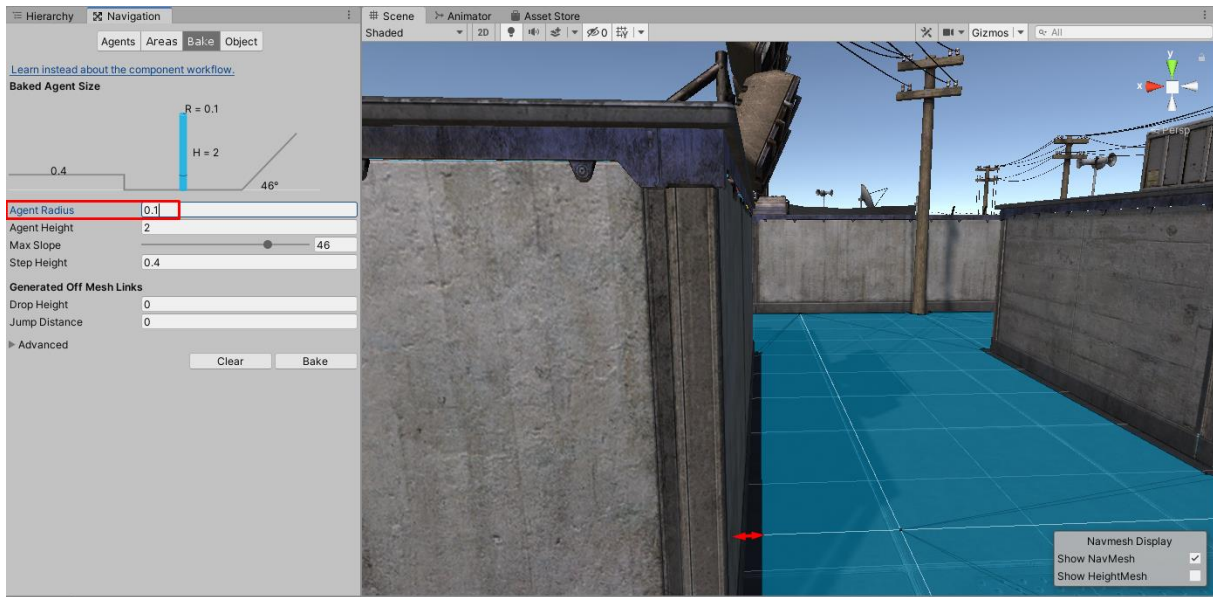 Hierarchy Navigation
Agents Areas Bake Object
Learn instead about the component workflow.
Baked Agent Size
R = 0.1
H = 2
0.4
46°
Agent Radius 0.1
Agent Height 2
Max Slope 46
Step Height 0.4
Generated Off Mesh Links
Drop Height 0
Jump Distance 0
Advanced
Clear Bake
Scene Animator Asset Store
Shaded 2D 0 Gizmos All
y
x
Persp
Navmesh Display
Show NavMesh
Show HeightMesh